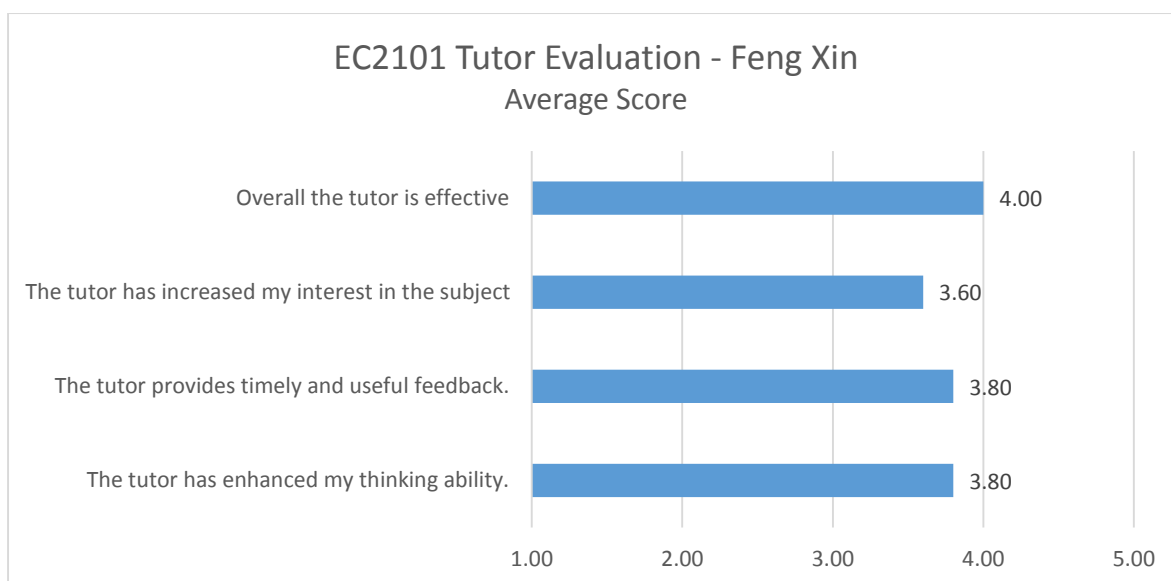 EC2101 Tutor Evaluation - Feng Xin
Average Score
Overall the tutor is effective
4.00
The tutor has increased my interest in the subject
3.60
The tutor provides timely and useful feedback.
3.80
The tutor has enhanced my thinking ability.
3.80
1.00 2.00 3.00 4.00 5.00